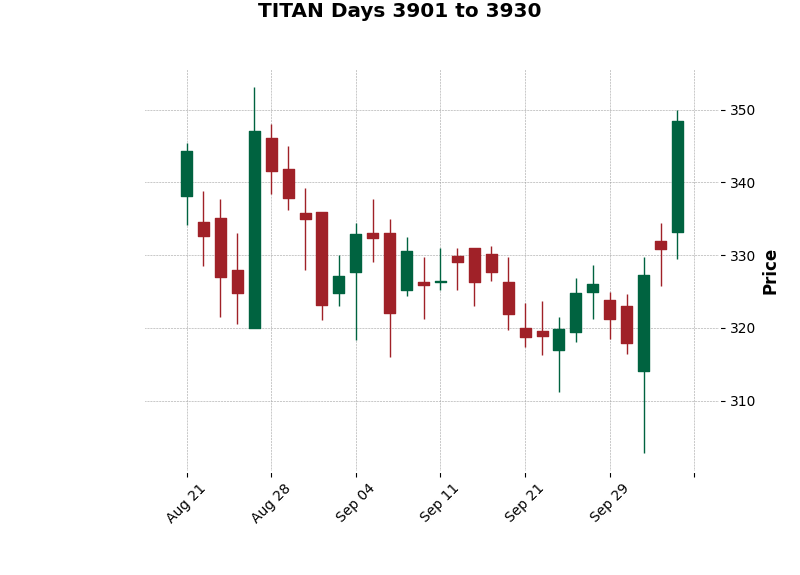 TITAN Days 3901 to 3930
350
340
330
320
310
Price
Aug 21
Aug 28
Sep 04
Sep 11
Sep 21
Sep 29